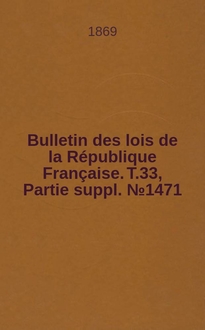 1869
Bulletin des lois de
la République
Française. T.33,
Partie suppl. №1471